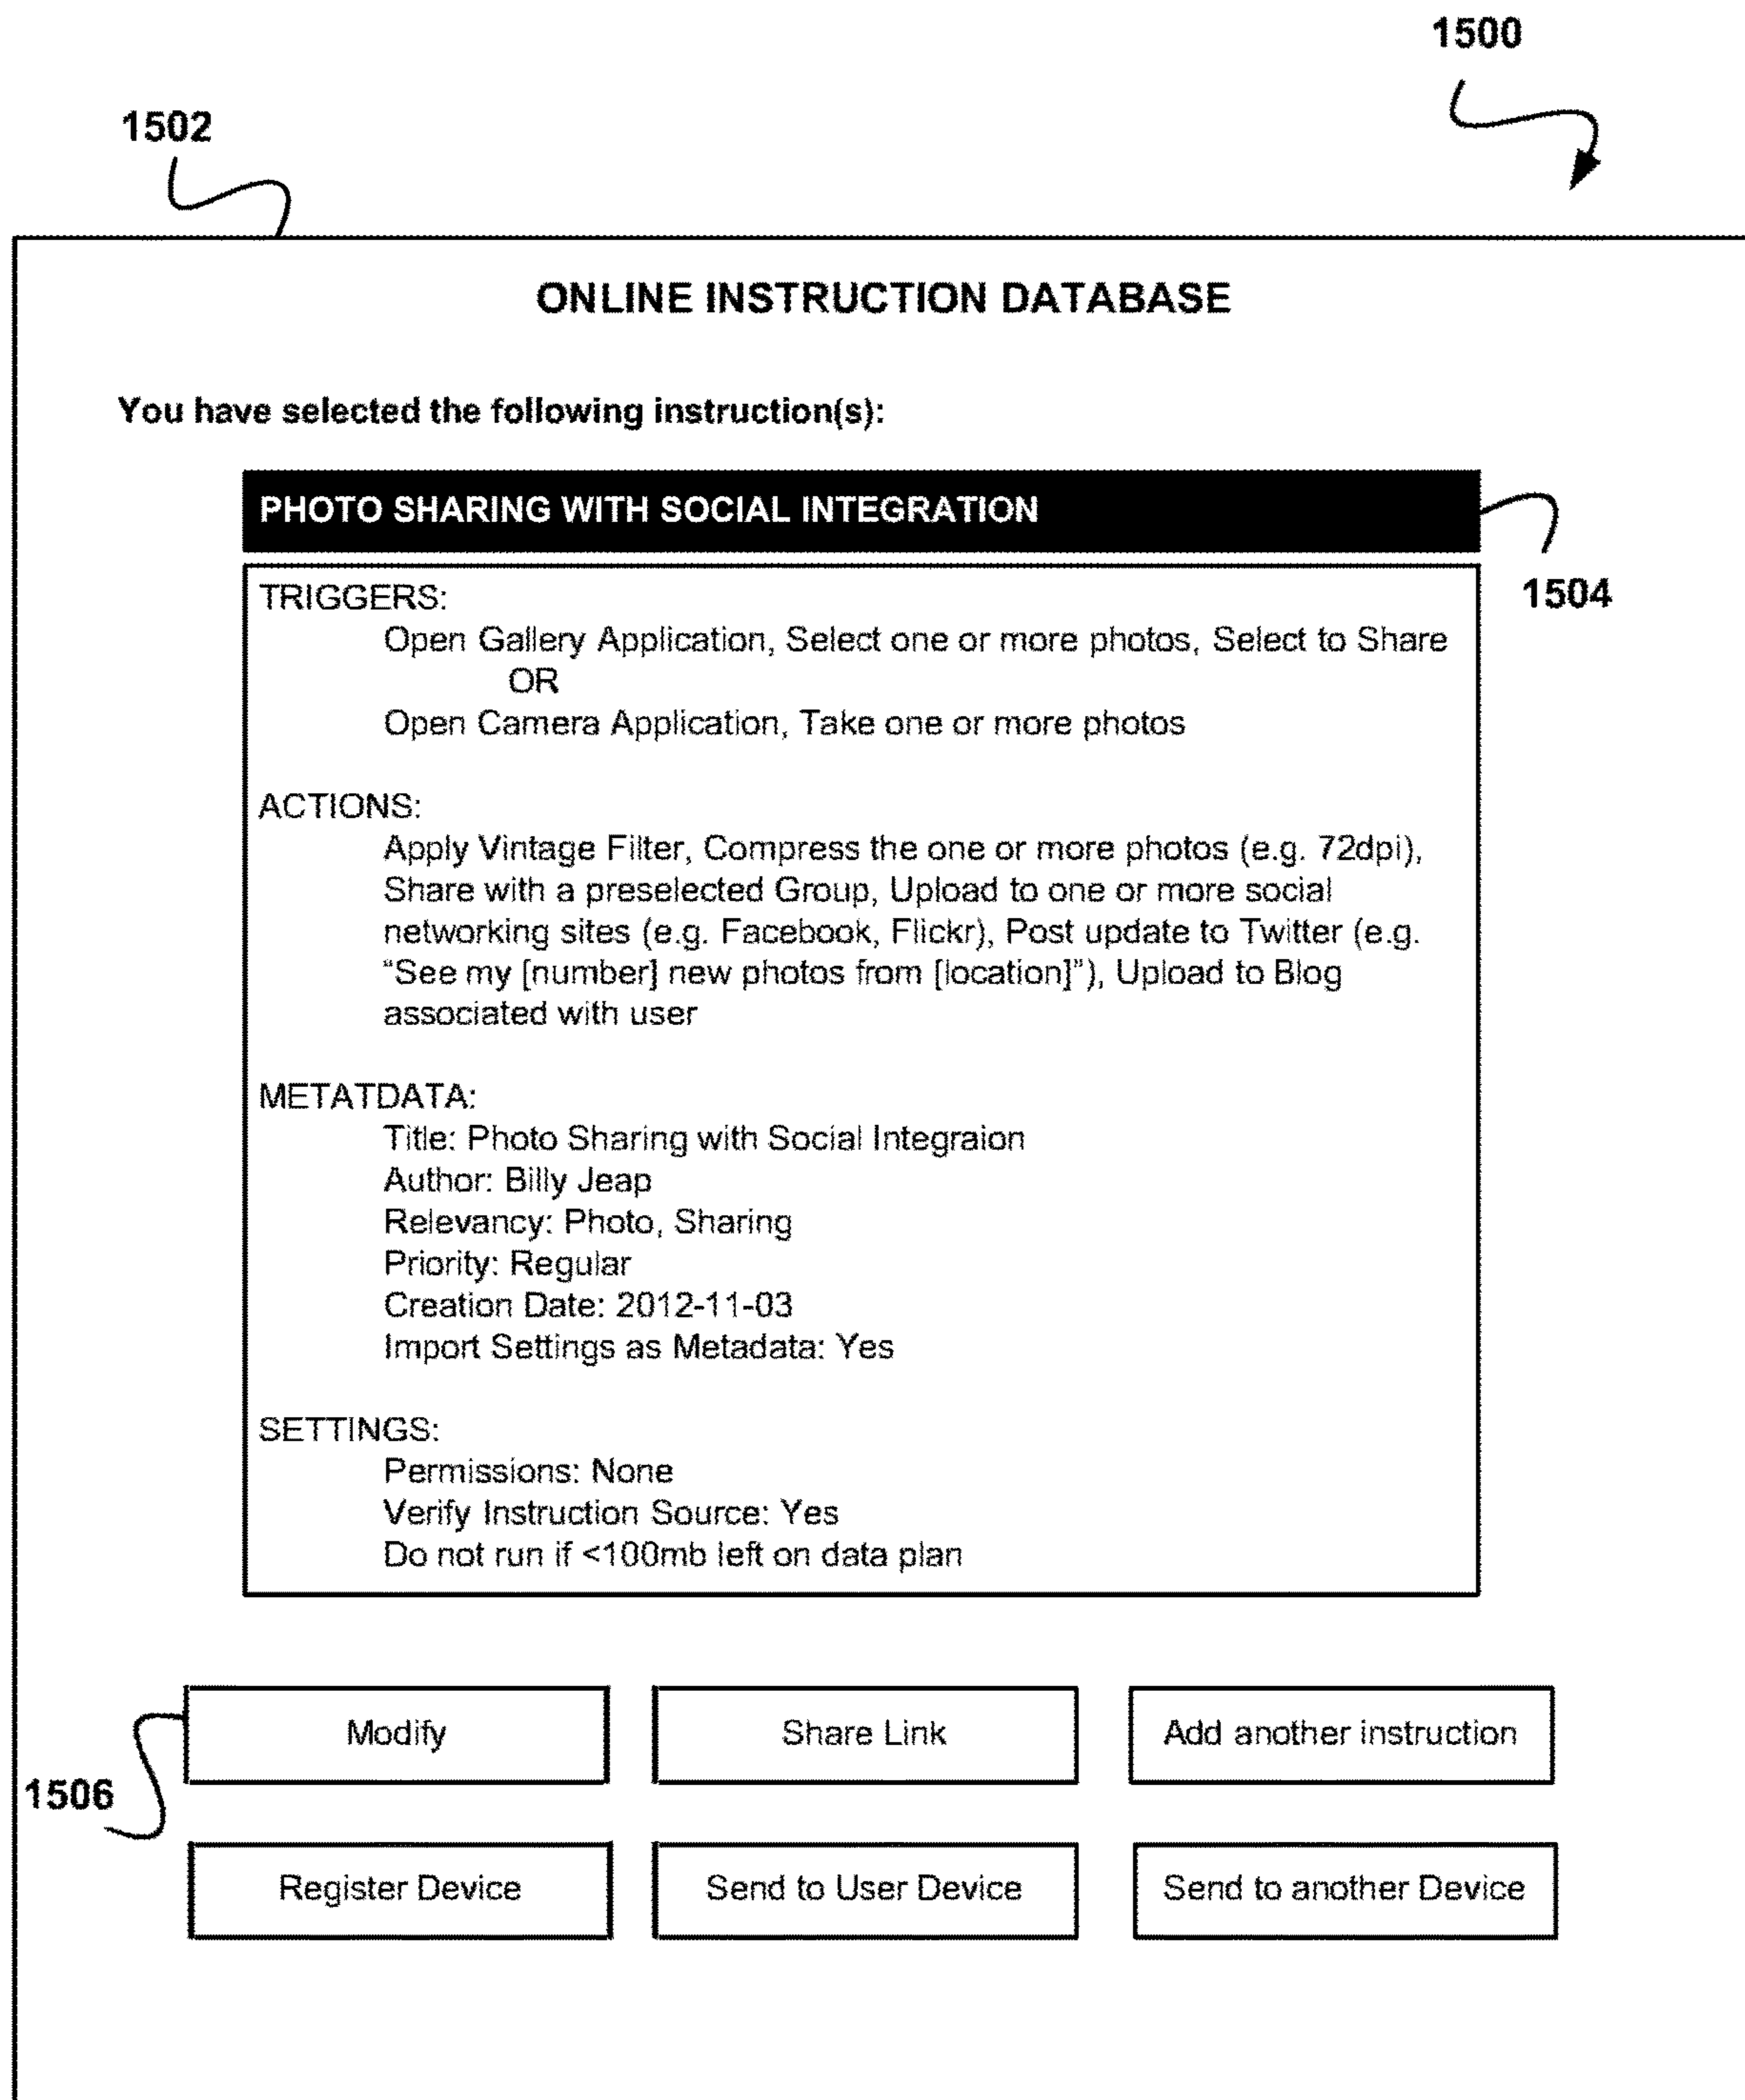 1500
1502
ONLINE INSTRUCTION DATABASE
You have selected the following instruction(s):
PHOTO SHARING WITH SOCIAL INTEGRATION
1504
TRIGGERS:
Open Gallery Application, Select one or more photos, Select to Share
OR
Open Camera Application, Take one or more photos
ACTIONS:
Apply Vintage Filter, Compress the one or more photos (e.g. 72dpi),
Share with a preselected Group, Upload to one or more social
networking sites (e.g. Facebook, Flickr), Post update to Twitter (e.g.
“See my [number] new photos from [location]”), Upload to Blog
associated with user
METATDATA:
Title: Photo Sharing with Social Integraion
Author: Billy Jeap
Relevancy: Photo, Sharing
Priority: Regular
Creation Date: 2012-11-03
Import Settings as Metadata: Yes
SETTINGS:
Permissions: None
Verify Instruction Source: Yes
Do not run if <100mb left on data plan
Modify
Share Link
Add another instruction
1506
Register Device
Send to User Device
Send to another Device